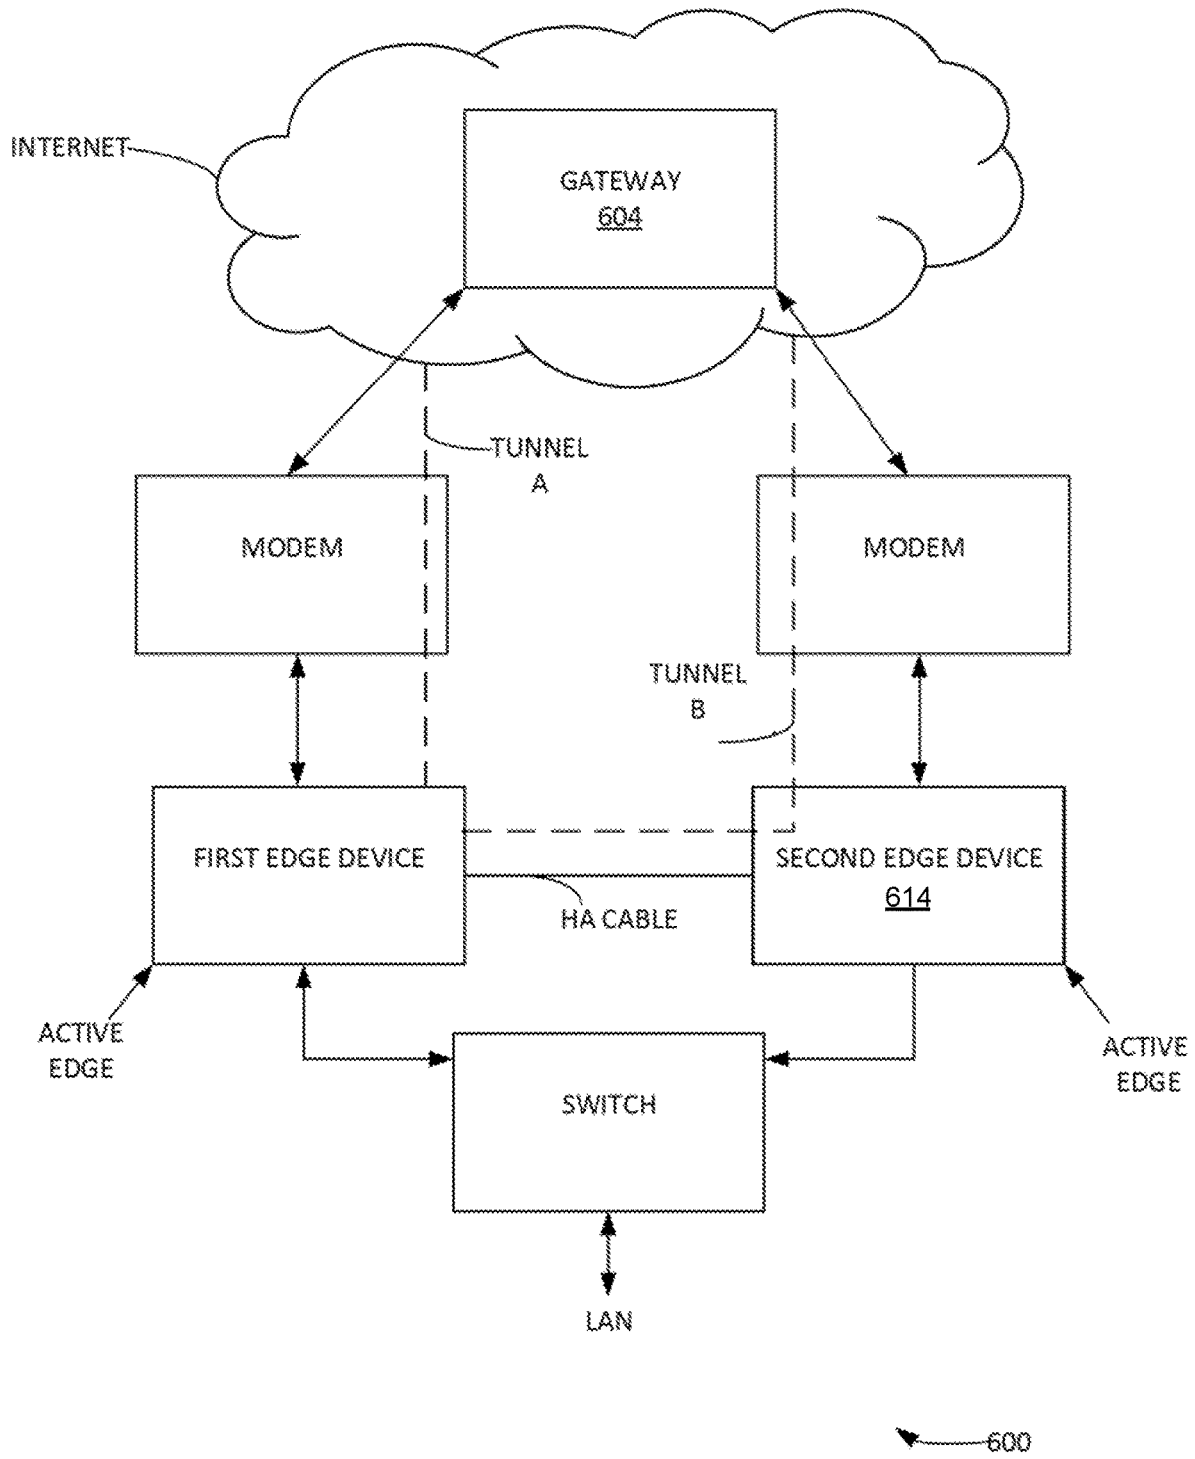 INTERNET
GATEWAY
604
TUNNEL
A
MODEM
MODEM
TUNNEL
B
FIRST EDGE DEVICE
SECOND EDGE DEVICE
614
HA CABLE
ACTIVE
EDGE
ACTIVE
EDGE
SWITCH
LAN
600